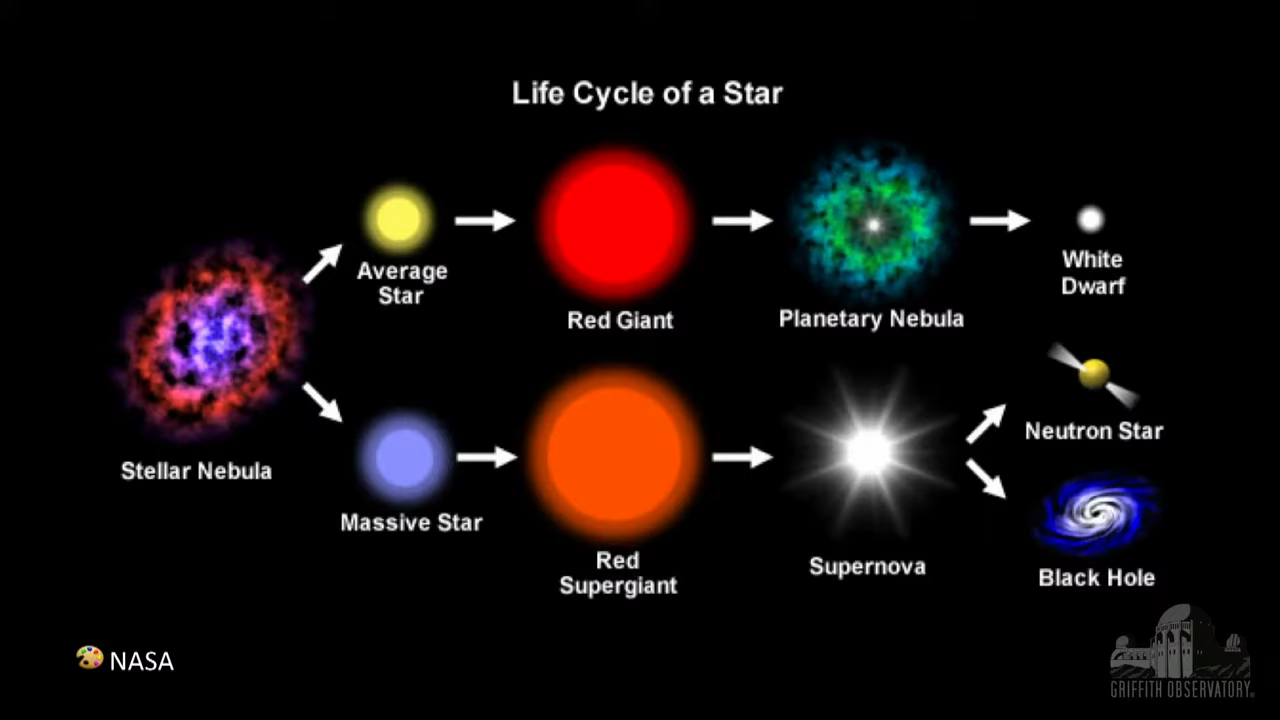 Life Cycle of a Star
Average
Star
Red Giant
Planetary Nebula
White
Dwarf
Stellar Nebula
Massive Star
Red
Supergiant
Supernova
Neutron Star
Black Hole
NASA
GRIFFITH OBSERVATORY